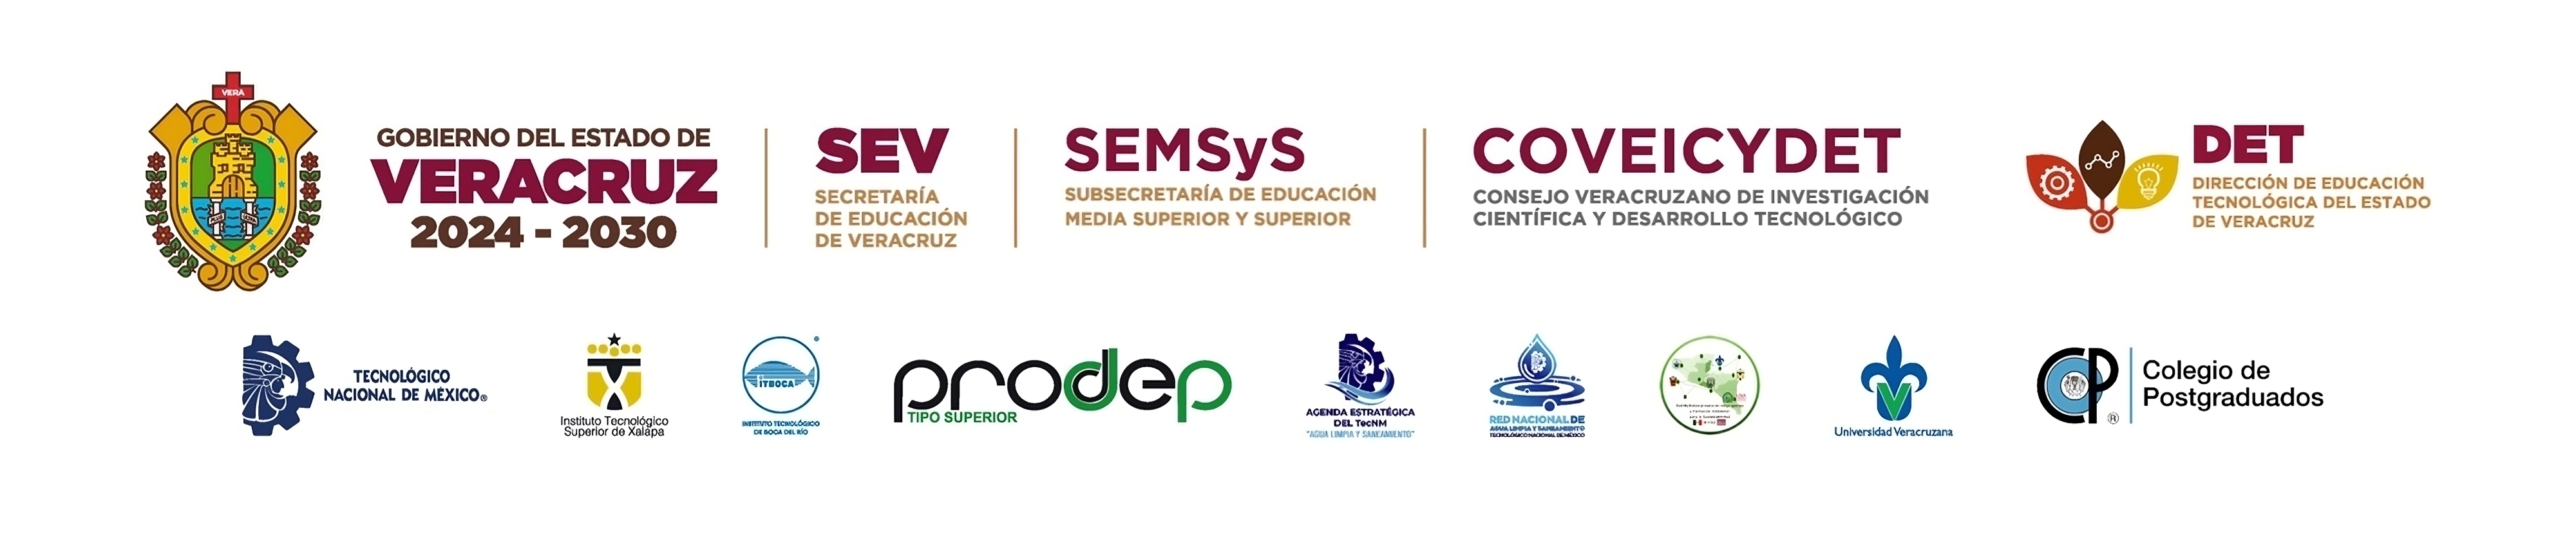 VERA
GOBIERNO DEL ESTADO DE
VERACRUZ
2024 - 2030
SEV
SECRETARÍA
DE EDUCACIÓN
DE VERACRUZ
SEMSyS
SUBSECRETARÍA DE EDUCACIÓN
MEDIA SUPERIOR Y SUPERIOR
COVEICYDET
CONSEJO VERACRUZANO DE INVESTIGACIÓN
CIENTÍFICA Y DESARROLLO TECNOLÓGICO
DET
DIRECCIÓN DE EDUCACIÓN
TECNOLÓGICA DEL ESTADO
DE VERACRUZ
TECNOLÓGICO
NACIONAL DE MÉXICO®
Instituto Tecnológico
Superior de Xalapa
ITBOCA
INSTITUTO TECNOLÓGICO
DE BOCA DEL RÍO
prodep
TIPO SUPERIOR
AGENDA ESTRATÉGICA
DEL TecNM
"AGUA LIMPIA Y SANEAMIENTO"
RED NACIONAL DE
AGUA LIMPIA Y SANEAMIENTO
TECNOLÓGICO NACIONAL DE MÉXICO
Universidad Veracruzana
CP®
Colegio de
Postgraduados